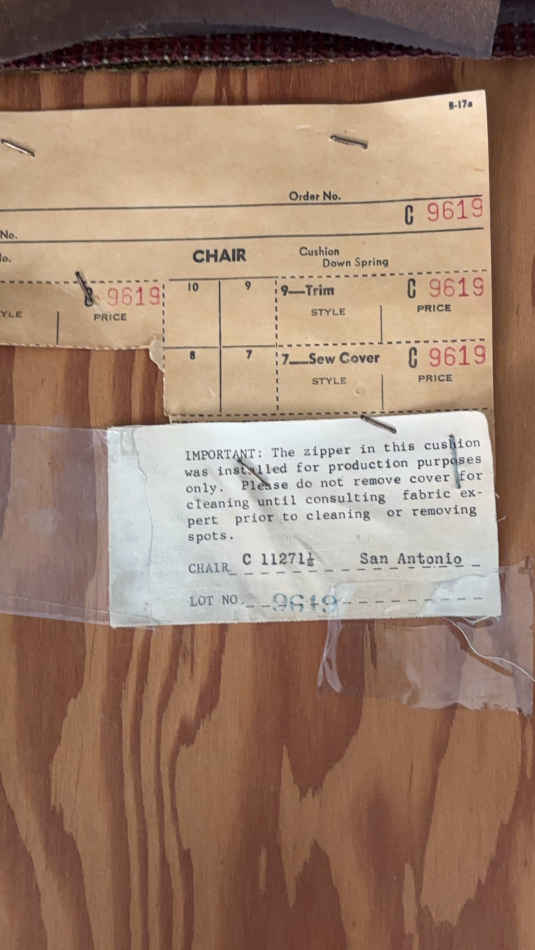 B-17a
Order No.
C 9619
No.
o.
CHAIR
Cushion
Down Spring
9619
YLE
PRICE
10
9
9—Trim
C 9619
STYLE
PRICE
8
7
7—Sew Cover
C 9619
STYLE
PRICE
IMPORTANT: The zipper in this cushion
was installed for production purposes
only. Please do not remove cover for
cleaning until consulting fabric ex-
pert prior to cleaning or removing
spots.
CHAIR C 11271½ San Antonio
LOT NO. 9619